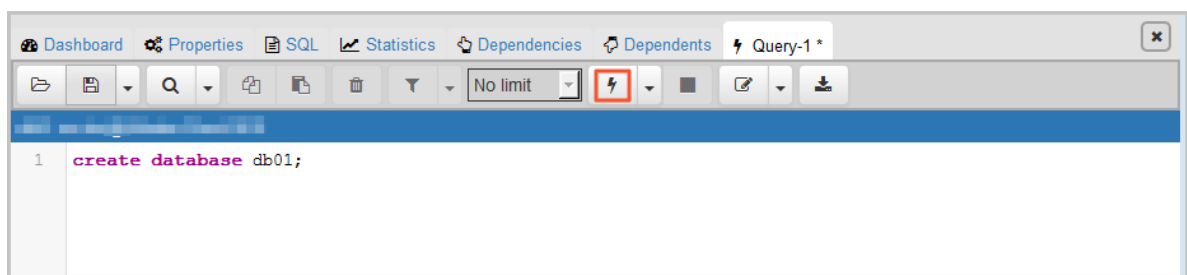 Dashboard Properties SQL Statistics Dependencies Dependents Query-1 *
No limit
1 create database db01;